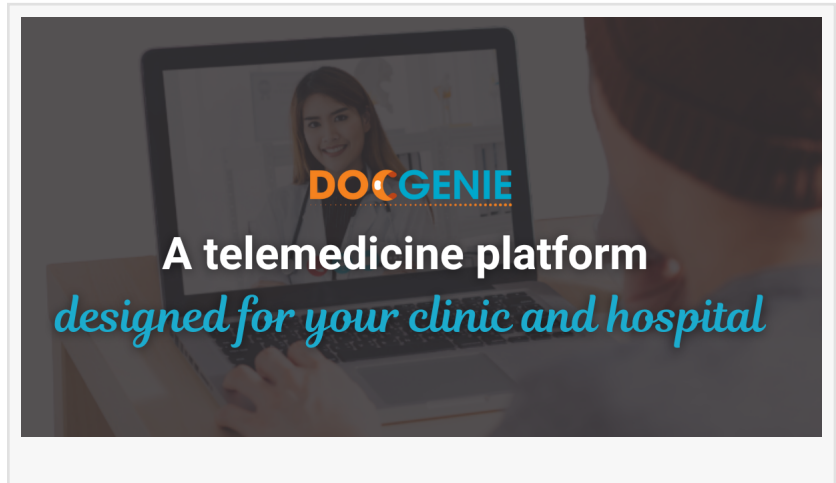 DOCGENIE
A telemedicine platform
designed for your clinic and hospital